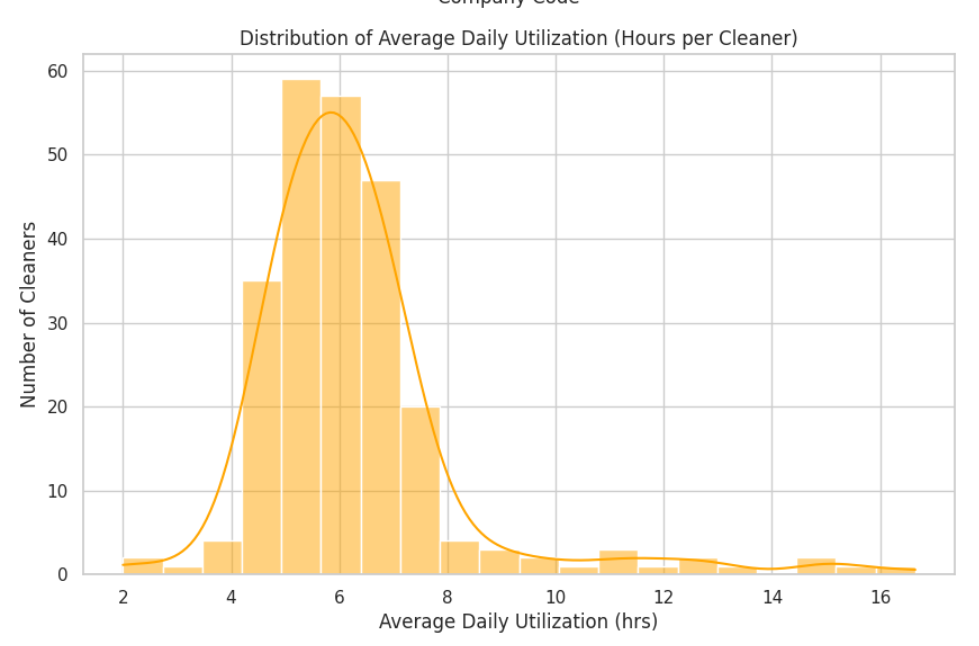 Company Code
Distribution of Average Daily Utilization (Hours per Cleaner)
60
50
40
30
20
10
0
Number of Cleaners
2 4 6 8 10 12 14 16
Average Daily Utilization (hrs)